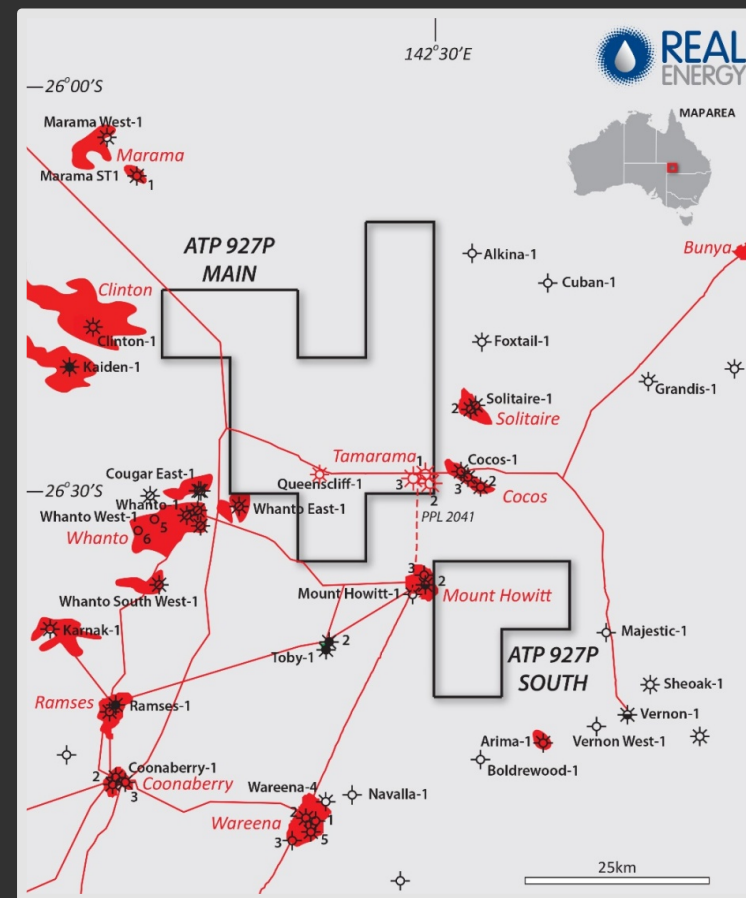 142°30'E
REAL
ENERGY
26°00'S
MAPAREA
Marama West-1
Marama
Marama ST1
1
ATP 927P
MAIN
Alkina-1
Bunya
Cuban-1
Clinton
Clinton-1
Foxtail-1
Kaiden-1
Grandis-1
Solitaire-1
2
Solitaire
Tamarama
1
Cocos-1
Queenscliff-1
3
2
3
2
Cocos
Cougar East-1
26°30'S
Whanto-1
Whanto East-1
PPL 2041
Whanto West-1
5
Whanto
6
3
2
Whanto South West-1
Mount Howitt-1
Mount Howitt
Karnak-1
2
Toby-1
Majestic-1
ATP 927P
SOUTH
Sheoak-1
Ramses
Ramses-1
Vernon-1
Arima-1
Vernon West-1
Boldrewood-1
Coonaberry-1
2
Coonaberry
3
Wareena-4
Navalla-1
2
1
Wareena
5
3
25km